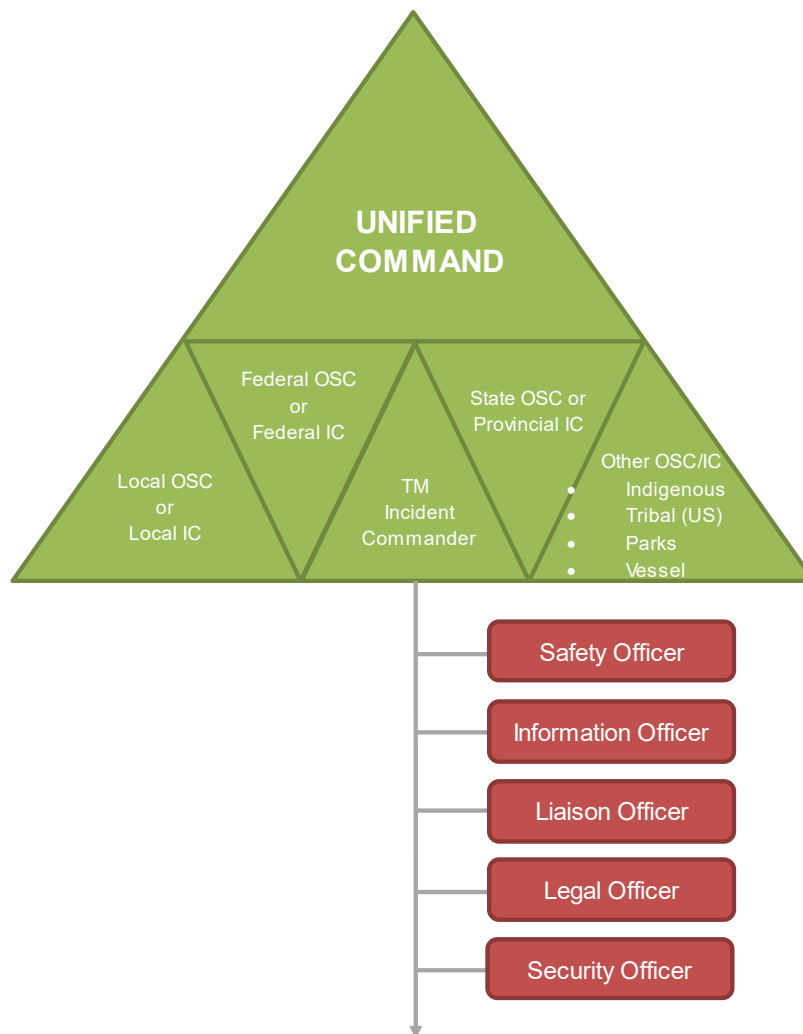 UNIFIED
COMMAND
Local OSC
or
Local IC
Federal OSC
or
Federal IC
TM
Incident
Commander
State OSC or
Provincial IC
Other OSC/IC
• Indigenous
• Tribal (US)
• Parks
• Vessel
Safety Officer
Information Officer
Liaison Officer
Legal Officer
Security Officer